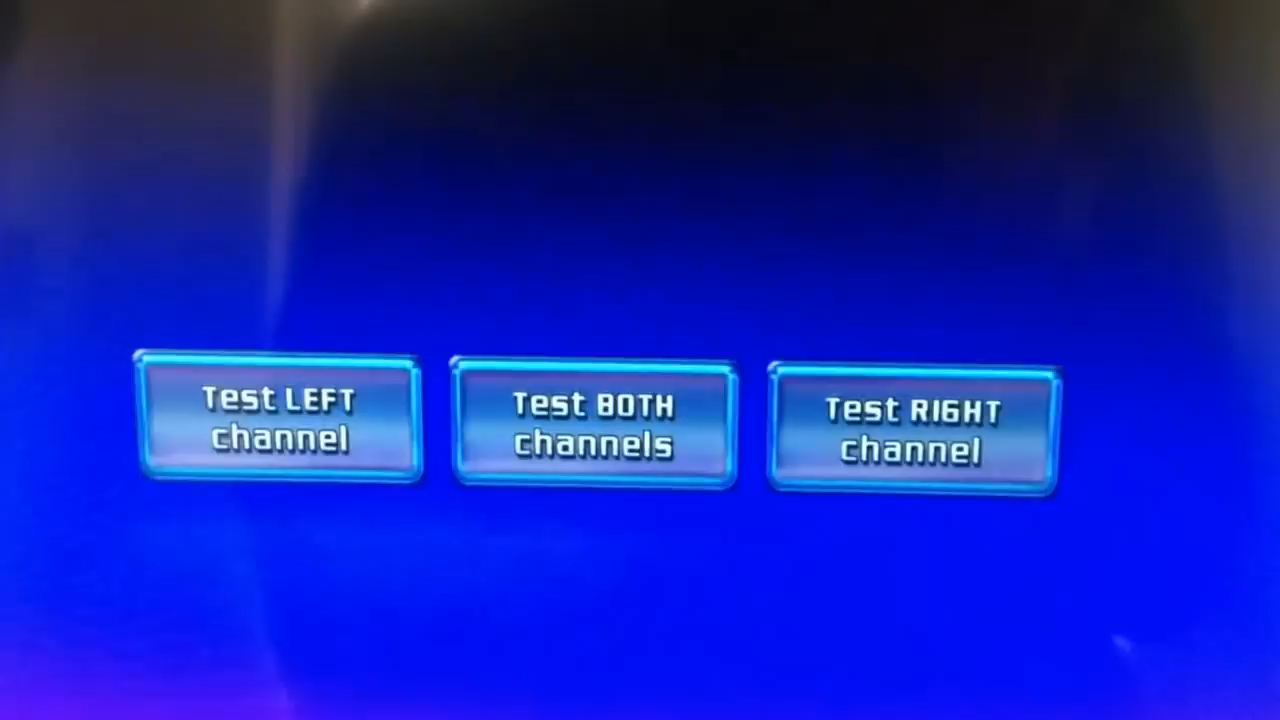 Test LEFT
channel
Test BOTH
channels
Test RIGHT
channel